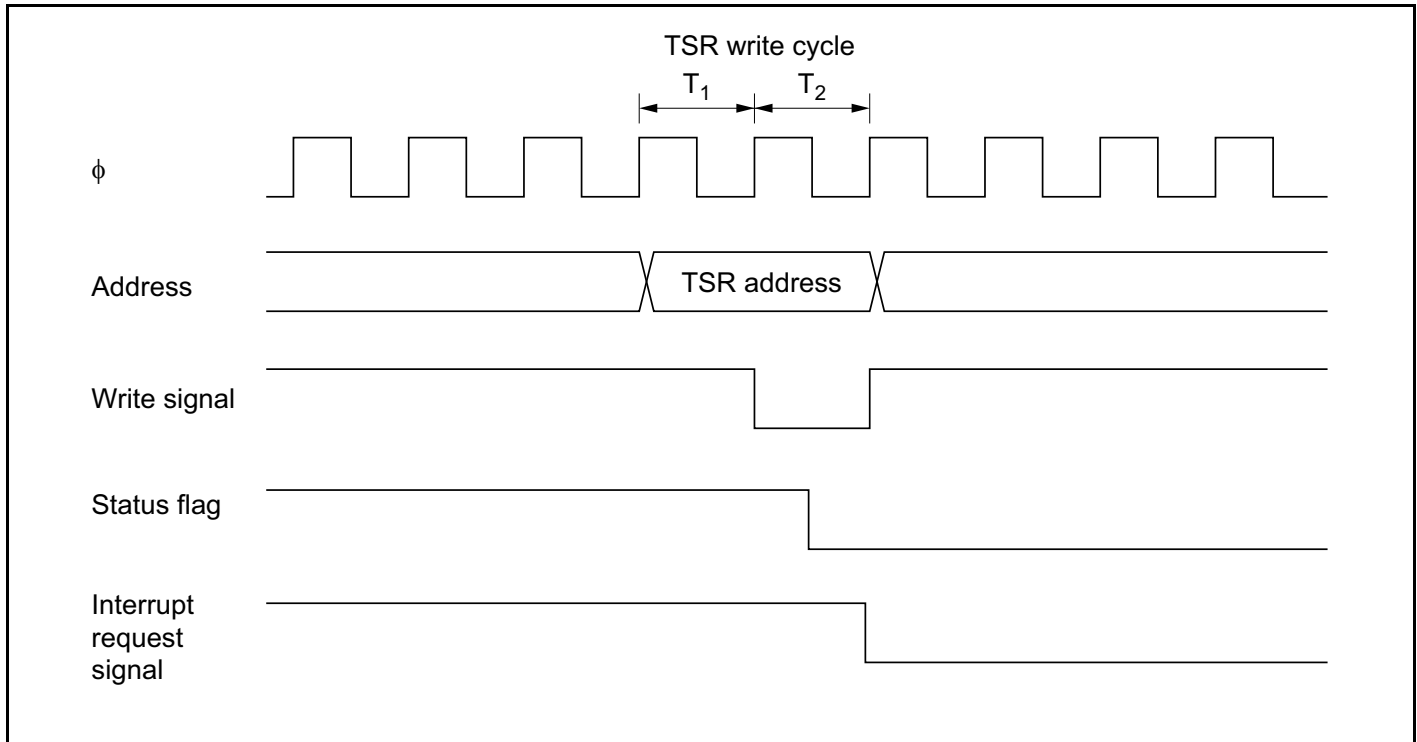 TSR write cycle
T1 T2
ϕ
Address
TSR address
Write signal
Status flag
Interrupt
request
signal